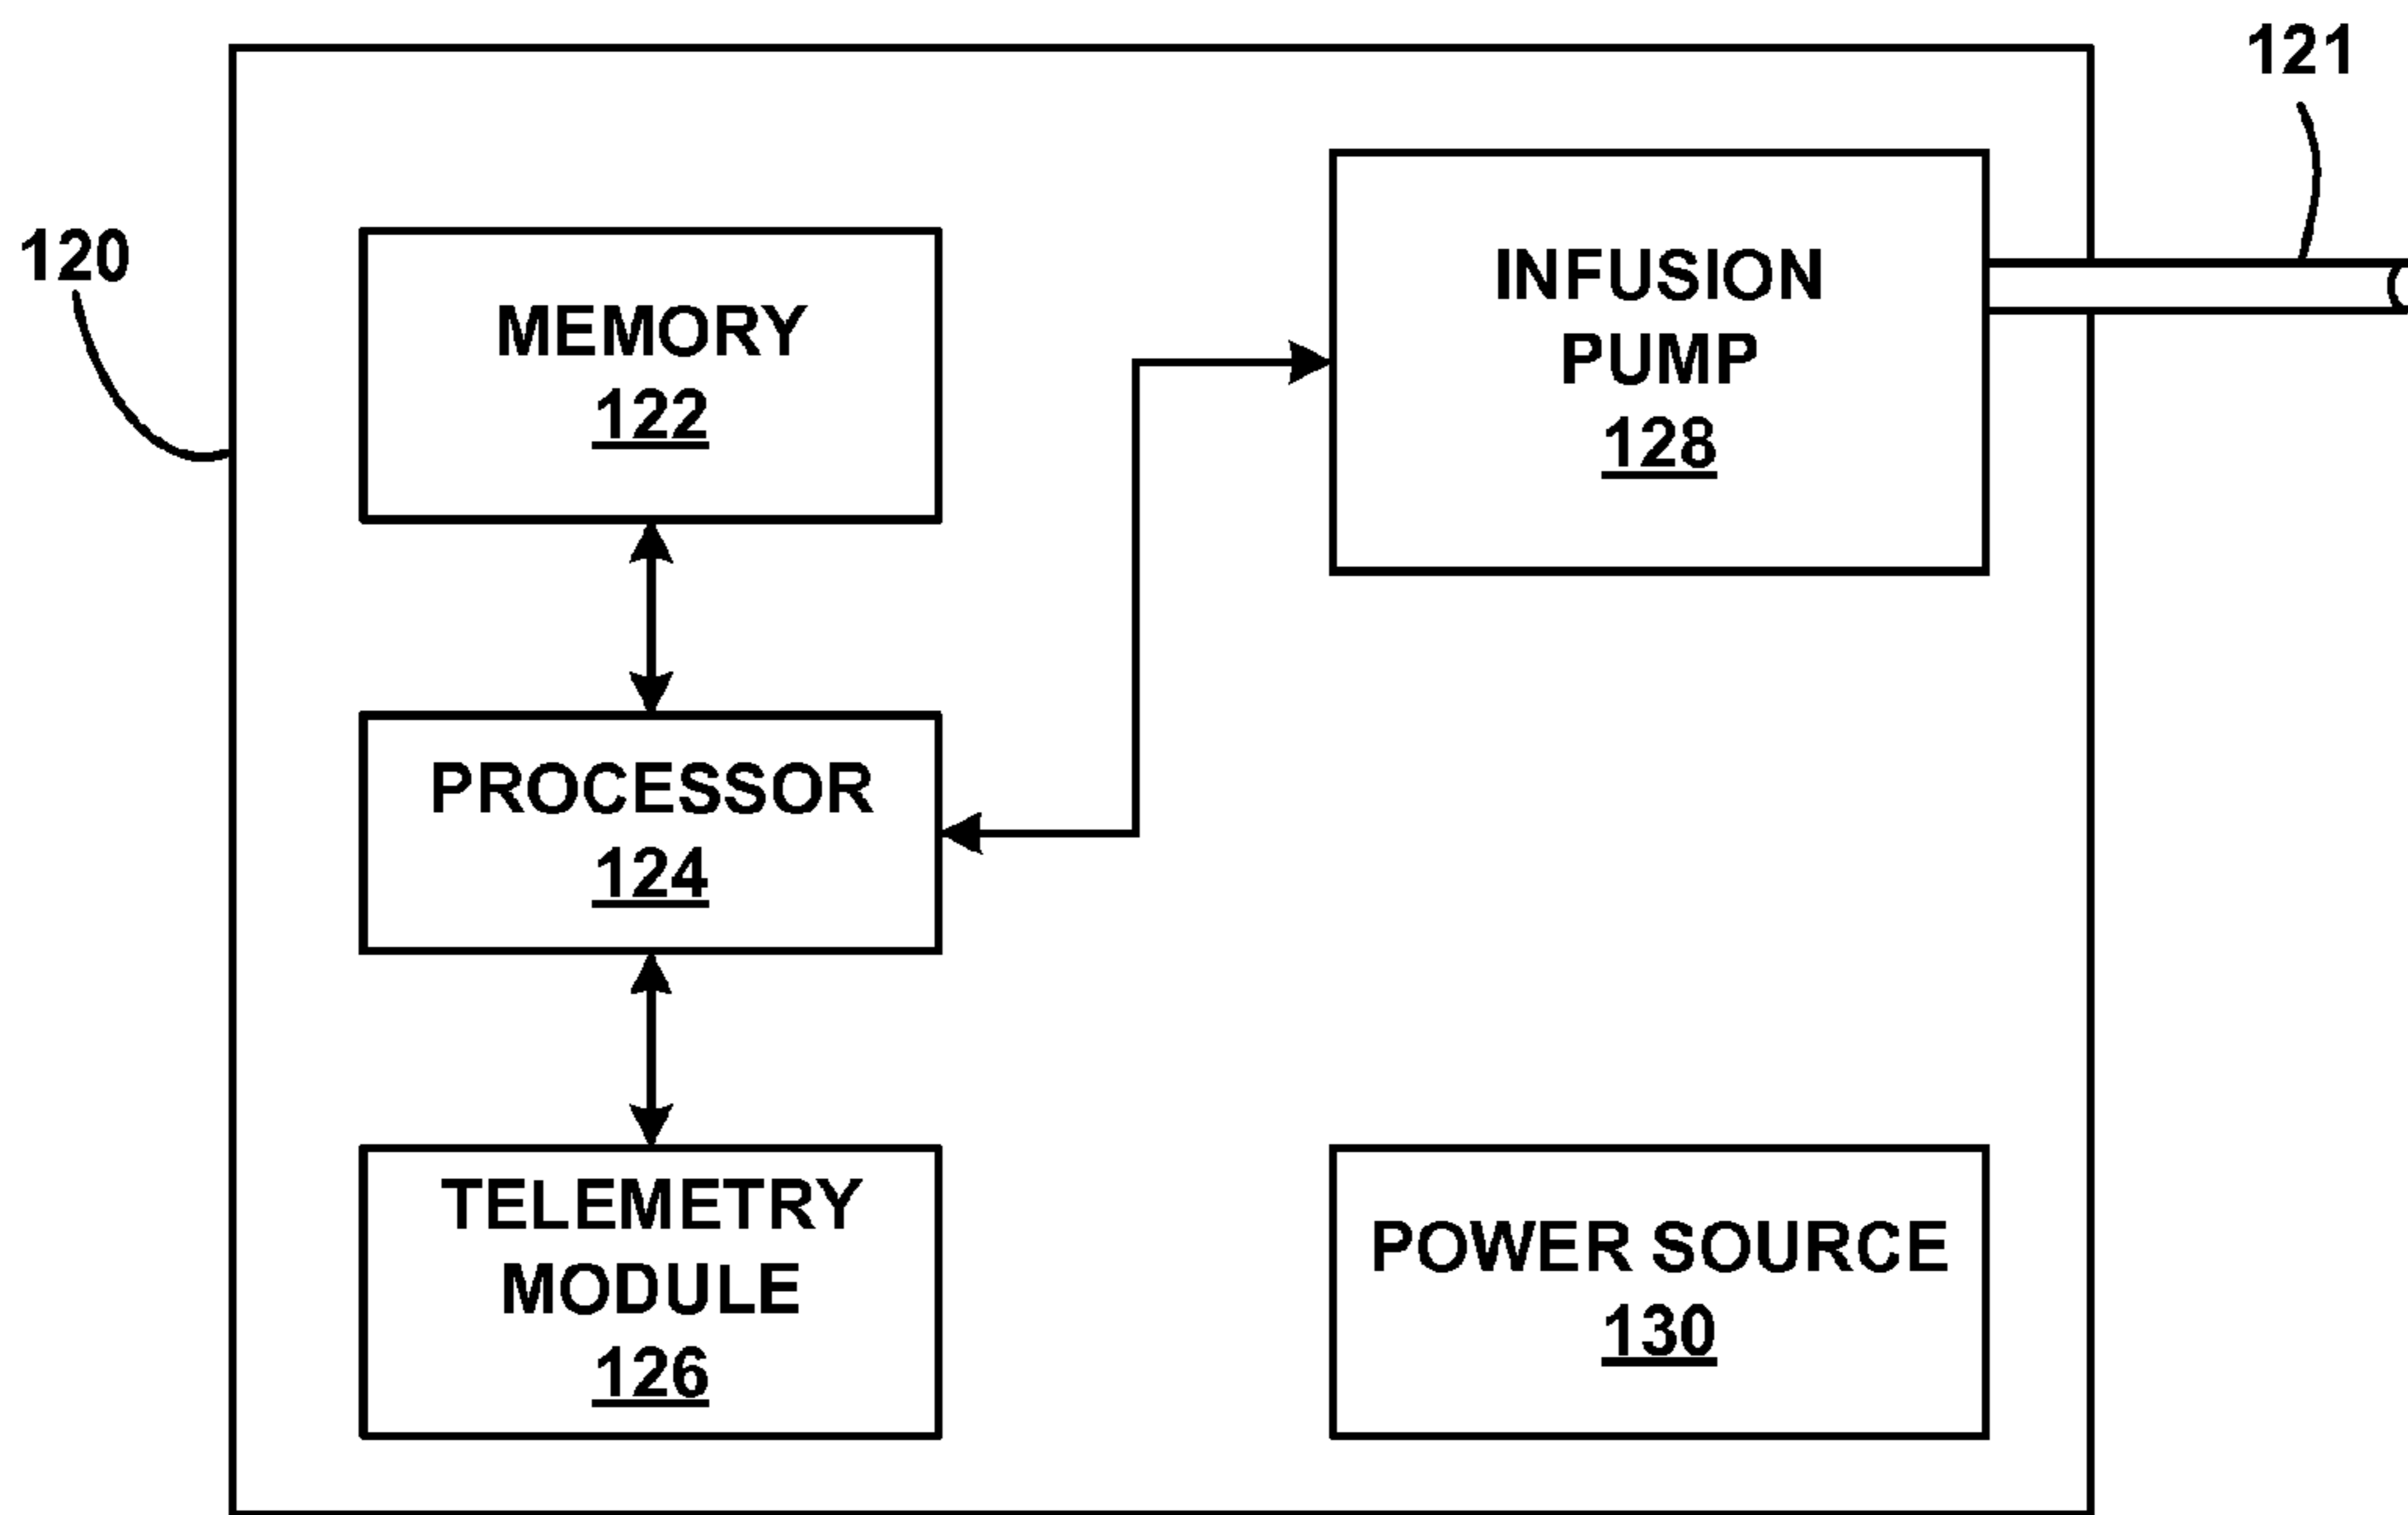 121
120
MEMORY
122
INFUSION
PUMP
128
PROCESSOR
124
TELEMETRY
MODULE
126
POWER SOURCE
130